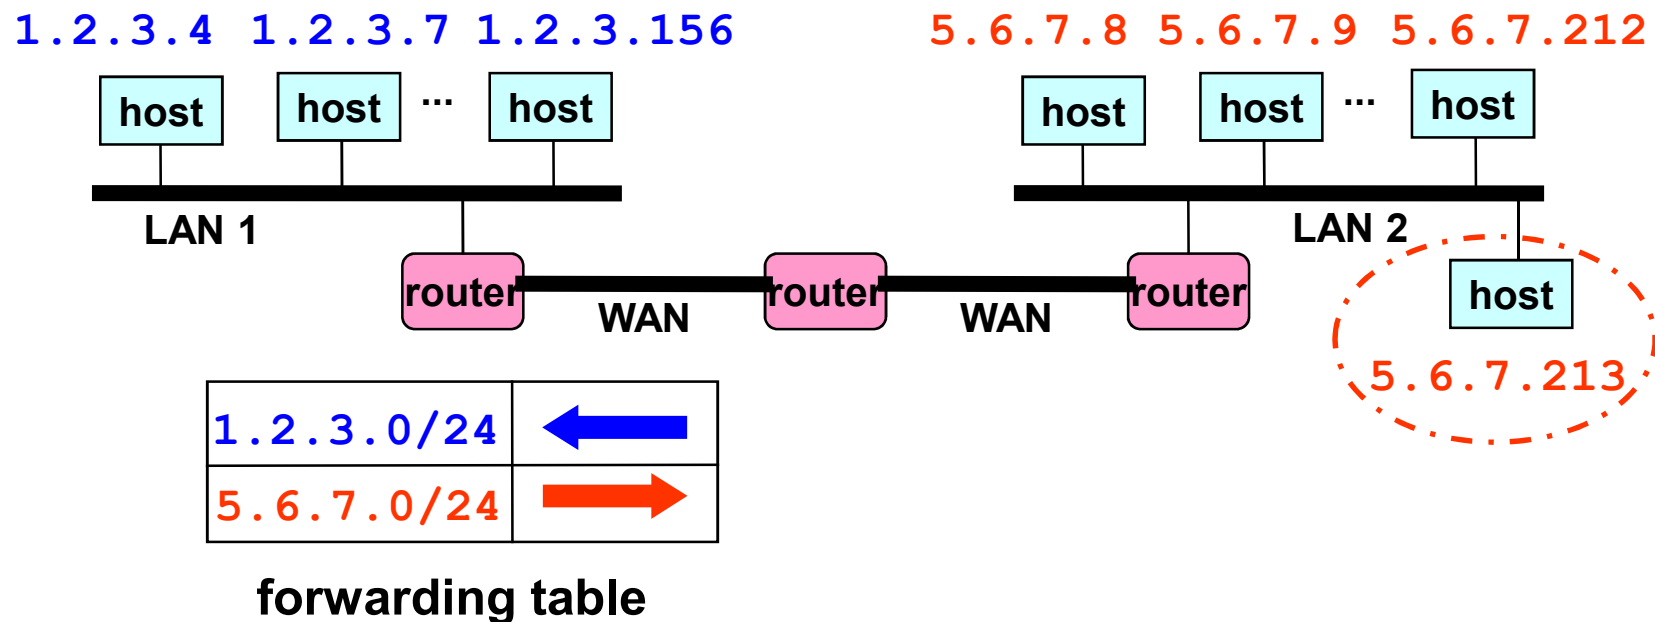 1.2.3.4 1.2.3.7 1.2.3.156 5.6.7.8 5.6.7.9 5.6.7.212
host host ... host host host ... host
LAN 1 LAN 2
router WAN router WAN router host
5.6.7.213
1.2.3.0/24
5.6.7.0/24
forwarding table